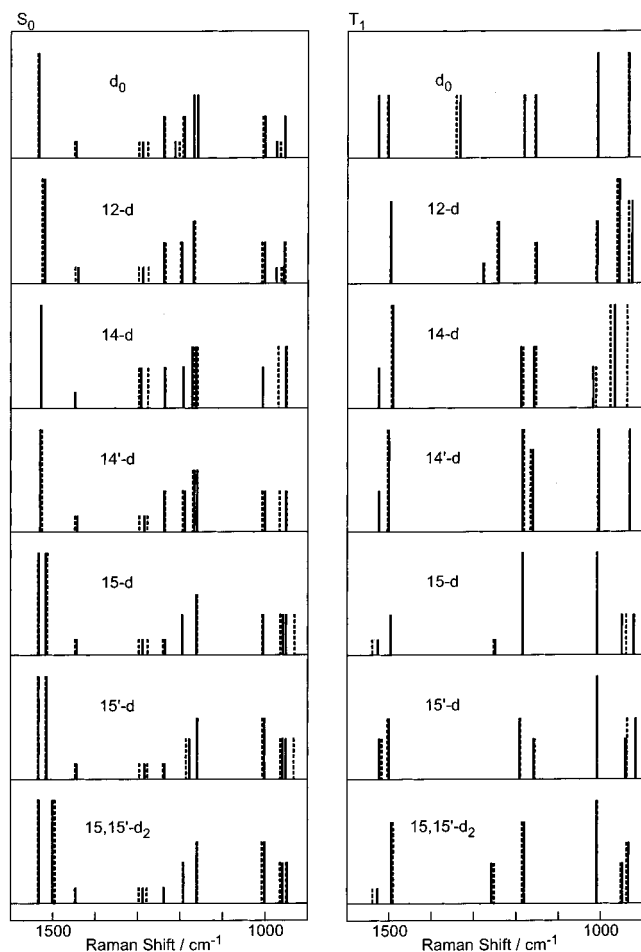 S0
d0
12-d
14-d
14'-d
15-d
15'-d
15,15'-d2
1500 1000
Raman Shift / cm-1
T1
d0
12-d
14-d
14'-d
15-d
15'-d
15,15'-d2
1500 1000
Raman Shift / cm-1